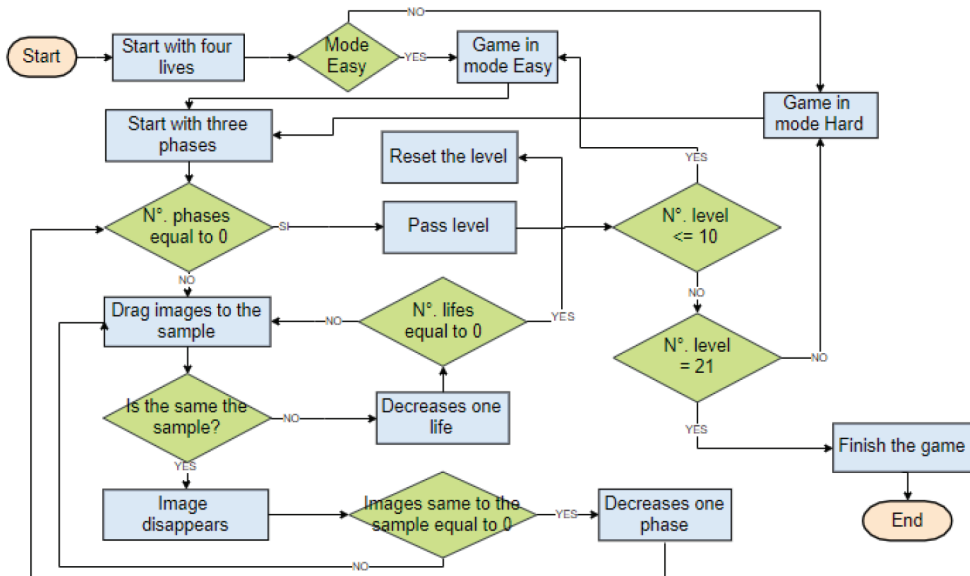 NO
Start
Start with four
lives
Mode
Easy
YES
Game in
mode Easy
Game in
mode Hard
Start with three
phases
Reset the level
YES
N°. phases
equal to 0
SI
Pass level
N°. level
<= 10
NO
NO
Drag images to the
sample
NO
N°. lifes
equal to 0
YES
N°. level
= 21
NO
Is the same the
sample?
NO
Decreases one
life
YES
Finish the game
YES
Image
disappears
Images same to the
sample equal to 0
YES
Decreases one
phase
End
NO